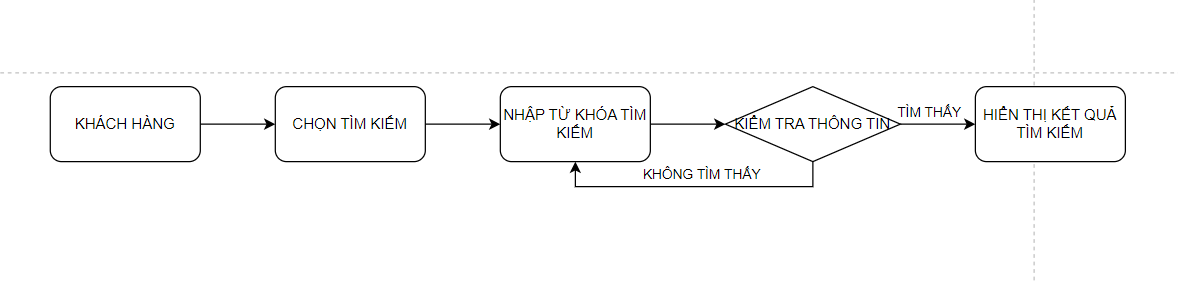 KHÁCH HÀNG
CHỌN TÌM KIẾM
NHẬP TỪ KHÓA TÌM
KIẾM
KIỂM TRA THÔNG TIN
TÌM THẤY
HIỂN THỊ KẾT QUẢ
TÌM KIẾM
KHÔNG TÌM THẤY